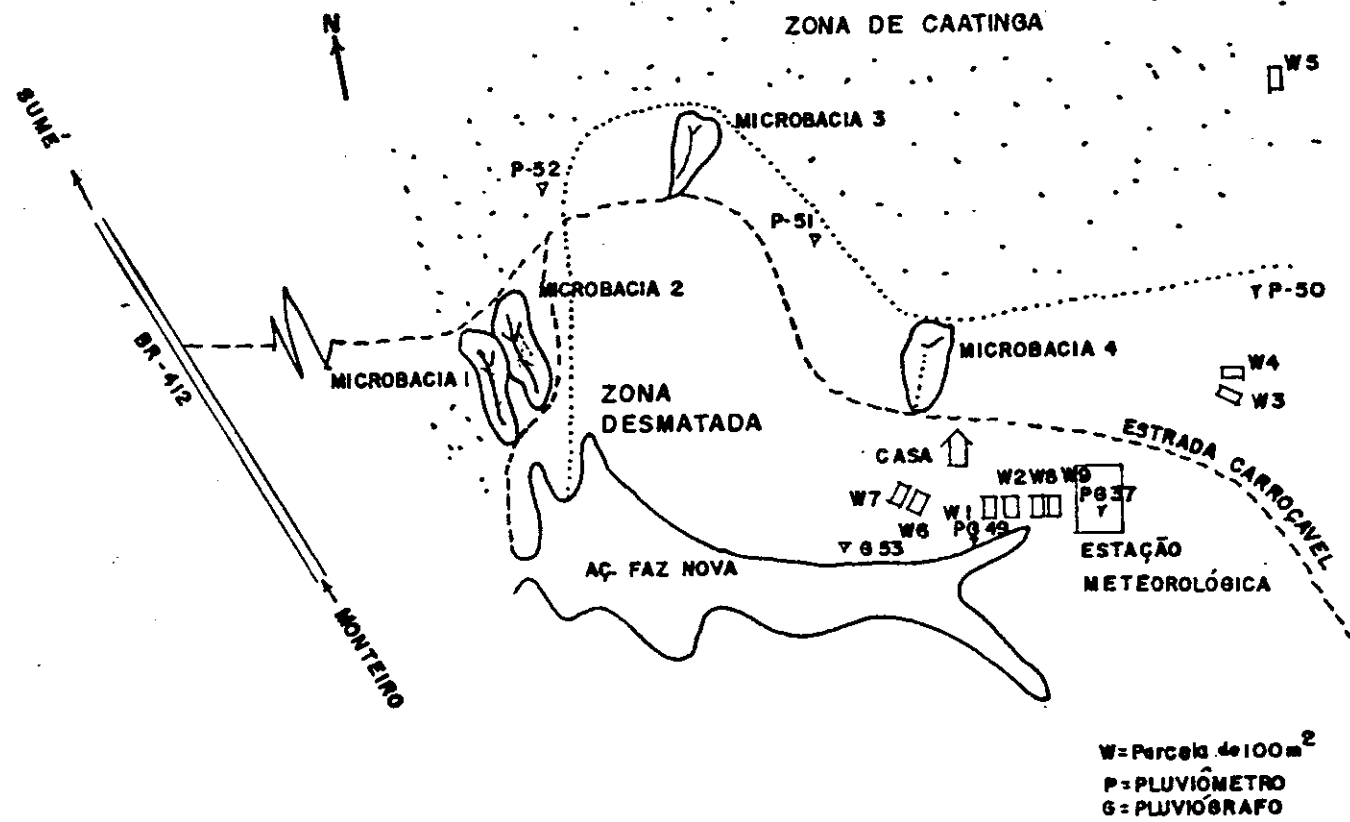 ZONA DE CAATINGA
N
W5
SUMÉ
MICROBACIA 3
P-52
P-51
MICROBACIA 2
P-50
BR-412
MICROBACIA 1
MICROBACIA 4
W4
W3
ZONA
DESMATADA
ESTRADA CARROÇAVEL
CASA
W2 W8 W9
W7
W1
PG 37
W6
PG 49
G 53
ESTAÇÃO
METEOROLÓGICA
AÇ. FAZ NOVA
MONTEIRO
W=Parcela de 100 m²
P=PLUVIÔMETRO
G=PLUVIÓGRAFO